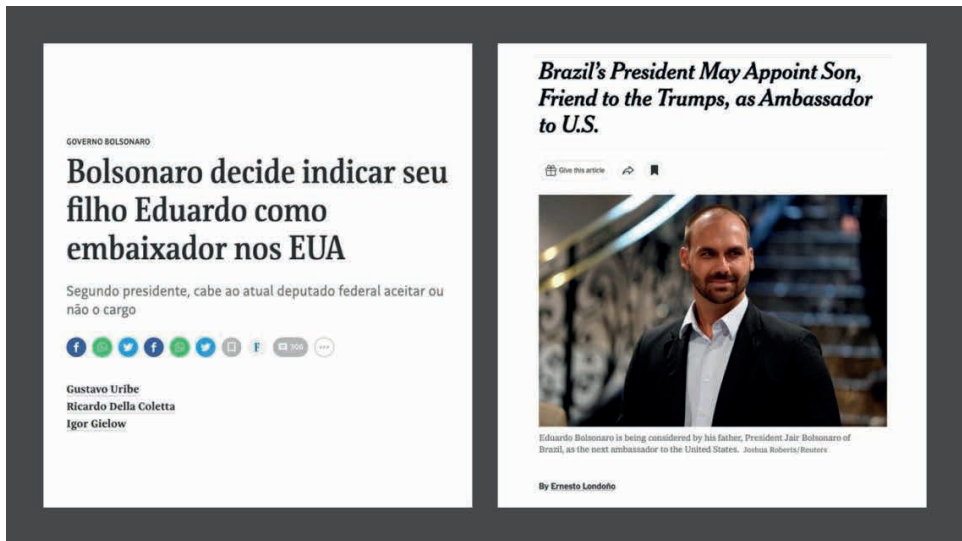 GOVERNO BOLSONARO
Bolsonaro decide indicar seu
filho Eduardo como
embaixador nos EUA
Segundo presidente, cabe ao atual deputado federal aceitar ou
não o cargo
F 306
Gustavo Uribe
Ricardo Della Coletta
Igor Gielow
Brazil's President May Appoint Son,
Friend to the Trumps, as Ambassador
to U.S.
Give this article
Eduardo Bolsonaro is being considered by his father, President Jair Bolsonaro of
Brazil, as the next ambassador to the United States. Joshua Roberts/Reuters
By Ernesto Londoño